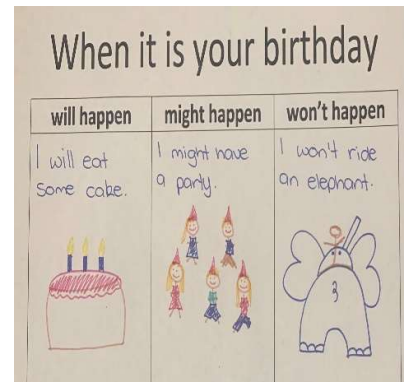 When it is your birthday
will happen might happen won't happen
I will eat
some cake.
I might have
a party.
I won't ride
an elephant.